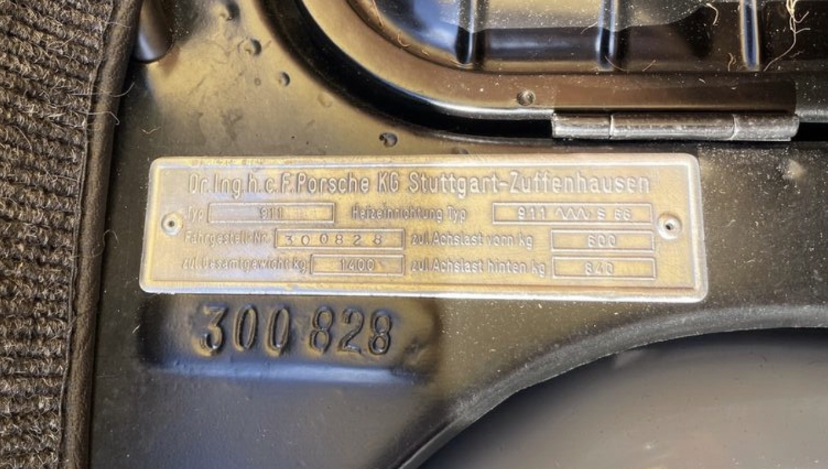 Dr.Ing.h.c.F.Porsche KG Stuttgart-Zuffenhausen
Typ 911 Heizeinrichtung Typ 911 S 66
Fahrgestell Nr. 300828 zul.Achslast vorn kg 600
zul.Gesamtgewicht kg 1400 zul.Achslast hinten kg 840
300 828